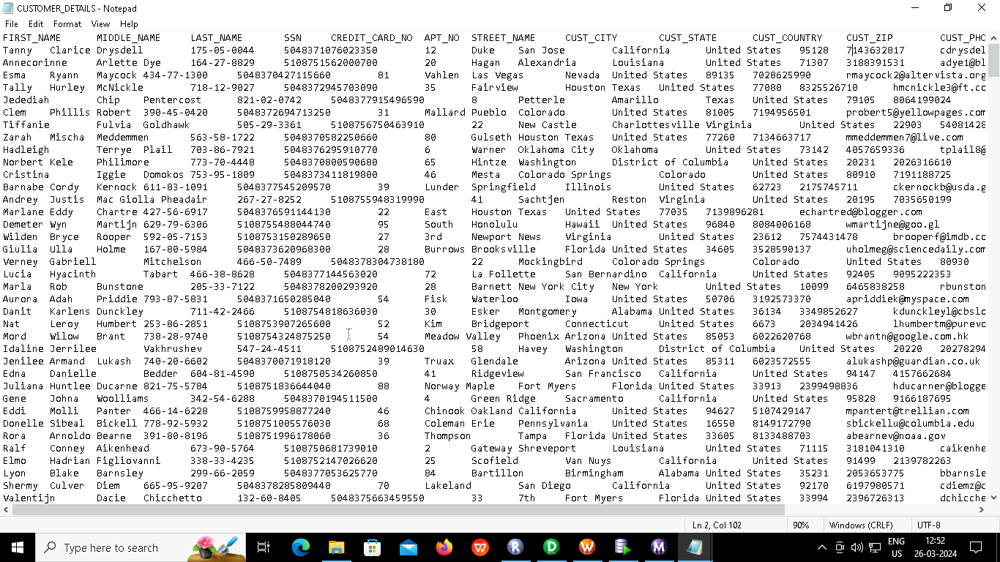 CUSTOMER_DETAILS - Notepad
File Edit Format View Help
FIRST_NAME MIDDLE_NAME LAST_NAME SSN CREDIT_CARD_NO APT_NO STREET_NAME CUST_CITY CUST_STATE CUST_COUNTRY CUST_ZIP CUST_PHO
Tanny Clarice Drysdell 175-05-0044 5048371076023350 12 Duke San Jose California United States 95128 7143632817 cdrysdel
Annecorinne Arlette Dye 164-27-8829 5108751562000700 20 Hagan Alexandria Louisiana United States 71307 3188391531 adye1@bl
Esma Ryann Maycock 434-77-1300 5048370427115660 81 Vahlen Las Vegas Nevada United States 89135 7028625990 rmaycock2@altervista.org
Tally Hurley McNickle 718-12-9027 5048372945703090 35 Fairview Houston Texas United States 77080 8325526710 hmcnickle3@ft.co
Jedediah Chip Pentercost 821-02-0742 5048377915496590 8 Petterle Amarillo Texas United States 79105 8064199024
Clem Phillis Robert 390-45-0420 5048372694713250 31 Mallard Pueblo Colorado United States 81005 7194956501 probert5@yellowpages.com
Tiffanie Fulvia Goldhawk 505-29-3361 5108756750463910 22 New Castle Charlottesville Virginia United States 22903 54081428
Zarah Mischa Meddemmen 563-58-1722 5048370582250660 80 Gulseth Houston Texas United States 77260 7134663717 mmeddemmen7@live.com
Hadleigh Terrye Plail 703-86-7921 5048376295910770 6 Warner Oklahoma City Oklahoma United States 73142 4057659336 tplail8@
Norbert Kele Philimore 773-70-4448 5048370800590680 65 Hintze Washington District of Columbia United States 20231 2026316610
Cristina Iggie Domokos 753-95-1809 5048373411819800 46 Mesta Colorado Springs Colorado United States 80910 7191188725
Barnabe Cordy Kernock 611-83-1091 5048377545209570 39 Lunder Springfield Illinois United States 62723 2175745711 ckernockb@usda.g
Andrey Justis Mac Giolla Pheadair 267-27-8252 5108755948319990 41 Sachtjen Reston Virginia United States 20195 7035650199
Marlane Eddy Chartre 427-56-6917 5048376591144130 22 East Houston Texas United States 77035 7139896281 echartred@blogger.com
Demeter Wyn Martijn 629-79-6306 5108755488044740 95 South Honolulu Hawaii United States 96840 8084006168 wmartijne@goo.gl
Wilden Bryce Rooper 592-05-7153 5108753150289650 27 3rd Newport News Virginia United States 23612 7574431478 brooperf@imdb.co
Giulia Ulla Holme 167-80-5984 5048373620968300 28 Burrows Brooksville Florida United States 34605 3528590137 uholmeg@sciencedaily.com
Verney Gabriell Mitchelson 466-50-7489 5048378304738180 22 Mockingbird Colorado Springs Colorado United States 80930
Lucia Hyacinth Tabart 466-38-8628 5048377144563020 72 La Follette San Bernardino California United States 92405 9095222353
Marla Rob Bunstone 205-33-7122 5048378200293920 28 Barnett New York City New York United States 10099 6465838258 rbunston
Aurora Adah Priddie 793-87-5831 5048371650285040 54 Fisk Waterloo Iowa United States 50706 3192573370 apriddiek@myspace.com
Danit Karlens Dunckley 711-42-2466 5108754818636030 30 Esker Montgomery Alabama United States 36134 3349852627 kdunckleyl@cbslo
Nat Leroy Humbert 253-86-2851 5108753907265600 52 Kim Bridgeport Connecticut United States 6673 2034941426 lhumbertm@purevo
Mord Wilow Brant 738-28-9740 5108754324875250 54 Meadow Valley Phoenix Arizona United States 85053 6022620768 wbrantn@google.com.hk
Idaline Jerrilee Vakhrushev 547-24-4511 5108752489014630 58 Havey Washington District of Columbia United States 20220 20278294
Jenilee Armand Lukash 740-20-6602 5048370071918120 39 Truax Glendale Arizona United States 85311 6023572555 alukashp@guardian.co.uk
Edna Danielle Bedder 604-81-4590 5108750534260850 41 Ridgeview San Francisco California United States 94147 4157662684
Juliana Huntlee Ducarne 821-75-5784 5108751836644040 88 Norway Maple Fort Myers Florida United States 33913 2399498836 hducarner@blogge
Gene Johna Woolliams 342-54-6288 5048370194511500 4 Green Ridge Sacramento California United States 95828 9166187695
Eddi Molli Panter 466-14-6228 5108759958877240 46 Chinook Oakland California United States 94627 5107429147 mpantert@trellian.com
Donelle Sibeal Bickell 778-92-5932 5108751005576030 68 Coleman Erie Pennsylvania United States 16550 8149172790 sbickellu@columbia.edu
Rora Arnoldo Bearne 391-80-8196 5108751996178060 36 Thompson Tampa Florida United States 33605 8133488703 abearnev@noaa.gov
Ralf Conney Aikenhead 673-90-5764 5108750681739010 2 Gateway Shreveport Louisiana United States 71115 3181041310 caikenhe
Elmo Hadrian Figliovanni 338-33-4235 5108752147026620 25 Scofield Van Nuys California United States 91499 2139782263
Lyon Blake Barnsley 299-66-2059 5048377053625770 84 Bartillon Birmingham Alabama United States 35231 2053653775 bbarnsle
Shermy Culver Diem 665-95-9207 5048378285809440 70 Lakeland San Diego California United States 92170 6197980571 cdiemz@c
Valentijn Dacie Chicchetto 132-60-8405 5048375663459550 33 7th Fort Myers Florida United States 33994 2396726313 dchicche
Ln 2, Col 102 90% Windows (CRLF) UTF-8
Type here to search ENG US 12:52 26-03-2024